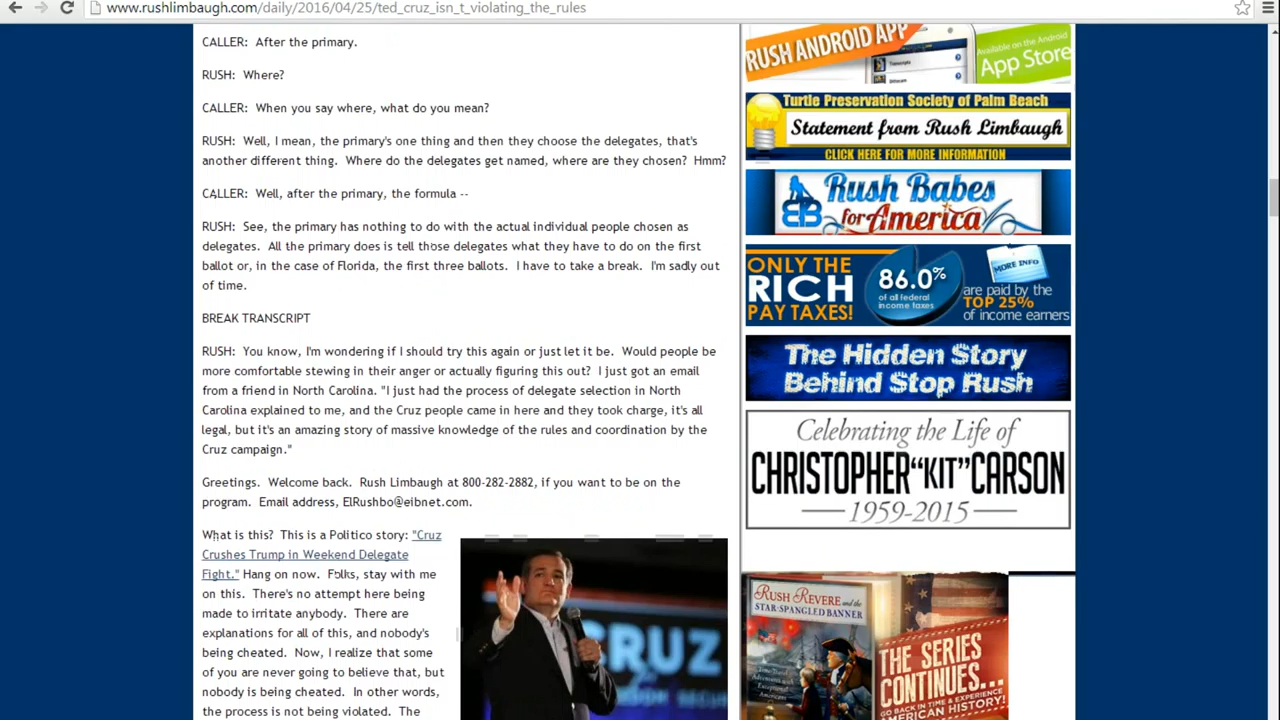 www.rushlimbaugh.com/daily/2016/04/25/ted_cruz_isn_t_violating_the_rules
CALLER: After the primary.
RUSH: Where?
CALLER: When you say where, what do you mean?
RUSH: Well, I mean, the primary's one thing and then they choose the delegates, that's
or different thing. Where do the delegates get named, where are they chosen? Hmm?
CALLER: Well, after the primary, the formula --
RUSH: See, the primary has nothing to do with the actual individual people chosen as
delegates. All the primary does is tell those delegates what they have to do on the first
ballot or, in the case of Florida, the first three ballots. I have to take a break. I'm sadly out
of time.
BREAK TRANSCRIPT
RUSH: You know, I'm wondering if I should try this again or just let it be. Would people be
more comfortable stewing in their anger or actually figuring this out? I just got an email
from a friend in North Carolina. "I just had the process of delegate selection in North
Carolina explained to me, and the Cruz people came in here and they took charge, it's all
legal, but it's an amazing story of massive knowledge of the rules and coordination by the
Cruz campaign."
Greetings. Welcome back. Rush Limbaugh at 800-282-2882, if you want to be on the
program. Email address, ElRushbo@eibnet.com.
What is this? This is a Politico story: "Cruz
Crushes Trump in Weekend Delegate
Fight." Hang on now. Folks, stay with me
on this. There's no attempt here being
made to irritate anybody. There are
explanations for all of this, and nobody's
being cheated. Now, I realize that some
of you are never going to believe that, but
nobody is being cheated. In other words,
the process is not being violated. The
CRUZ
RUSH ANDROID APP
Transcripts
Available on the Android
App Store
Turtle Preservation Society of Palm Beach
Statement from Rush Limbaugh
CLICK HERE FOR MORE INFORMATION
Rush Babes
for America
ONLY THE
RICH
PAY TAXES!
86.0%
of all federal
income taxes
MORE INFO
are paid by the
TOP 25%
of income earners
The Hidden Story
Behind Stop Rush
Celebrating the Life of
CHRISTOPHER "KIT" CARSON
1959-2015
RUSH REVERE and the
STAR-SPANGLED BANNER
Time-Travel
Adventures with
Exceptional
Americans
THE SERIES
CONTINUES...
GO BACK IN TIME & EXPERIENCE
AMERICAN HISTORY!